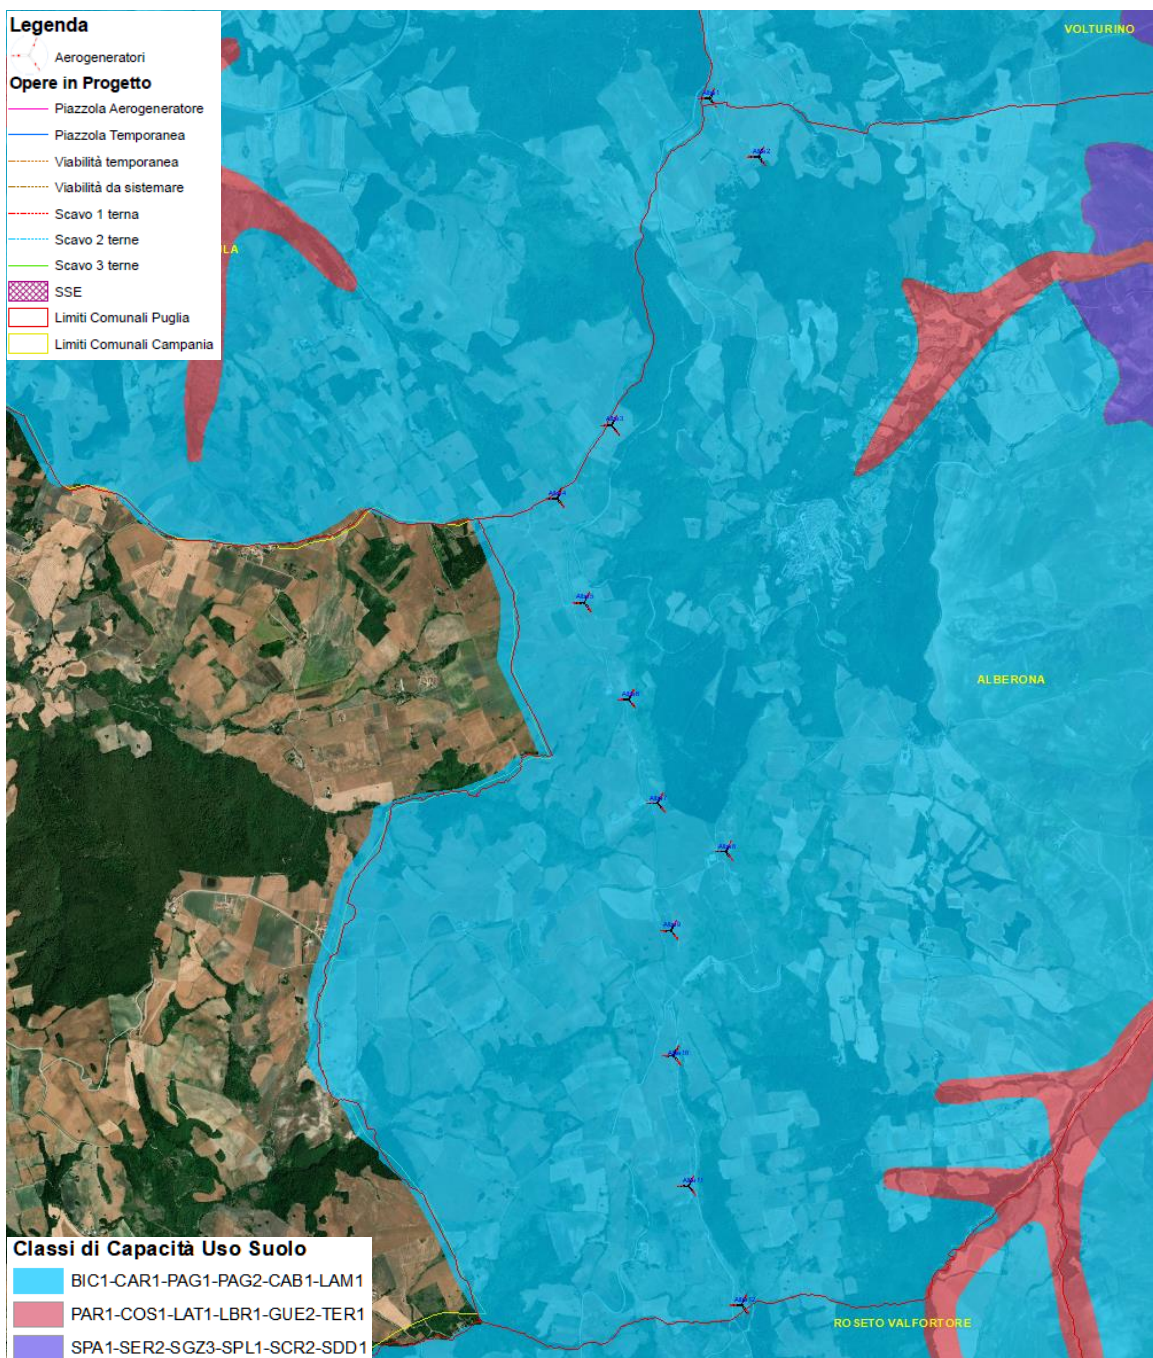 Legenda
Aerogeneratori
Opere in Progetto
Piazzola Aerogeneratore
Piazzola Temporanea
Viabilità temporanea
Viabilità da sistemare
Scavo 1 terna
Scavo 2 terne
Scavo 3 terne
SSE
Limiti Comunali Puglia
Limiti Comunali Campania
VOLTURINO
ULA
ALBERONA
ROSETO VALFORTORE
Classi di Capacità Uso Suolo
BIC1-CAR1-PAG1-PAG2-CAB1-LAM1
PAR1-COS1-LAT1-LBR1-GUE2-TER1
SPA1-SER2-SGZ3-SPL1-SCR2-SDD1